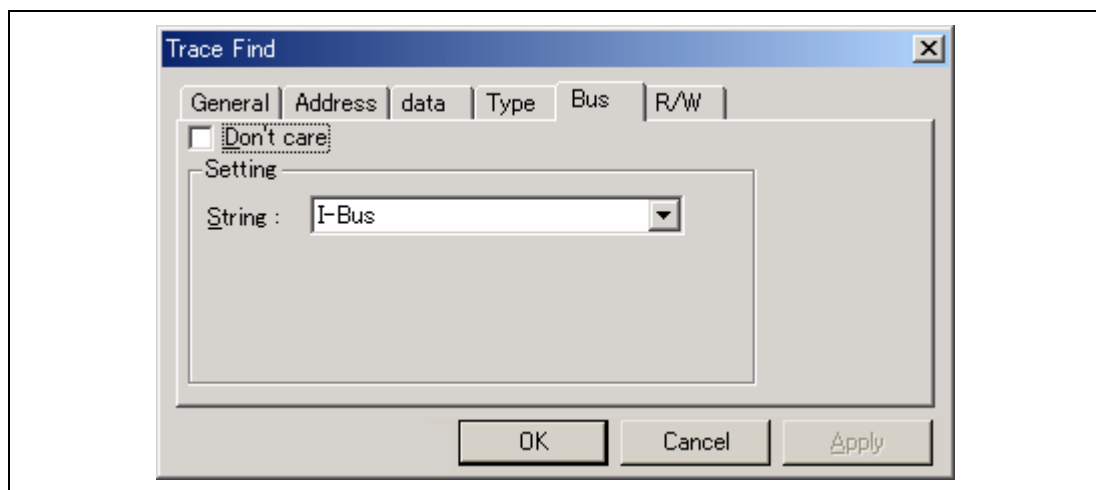 Trace Find
General Address data Type Bus R/W
Don't care
Setting
String : I-Bus
OK Cancel Apply